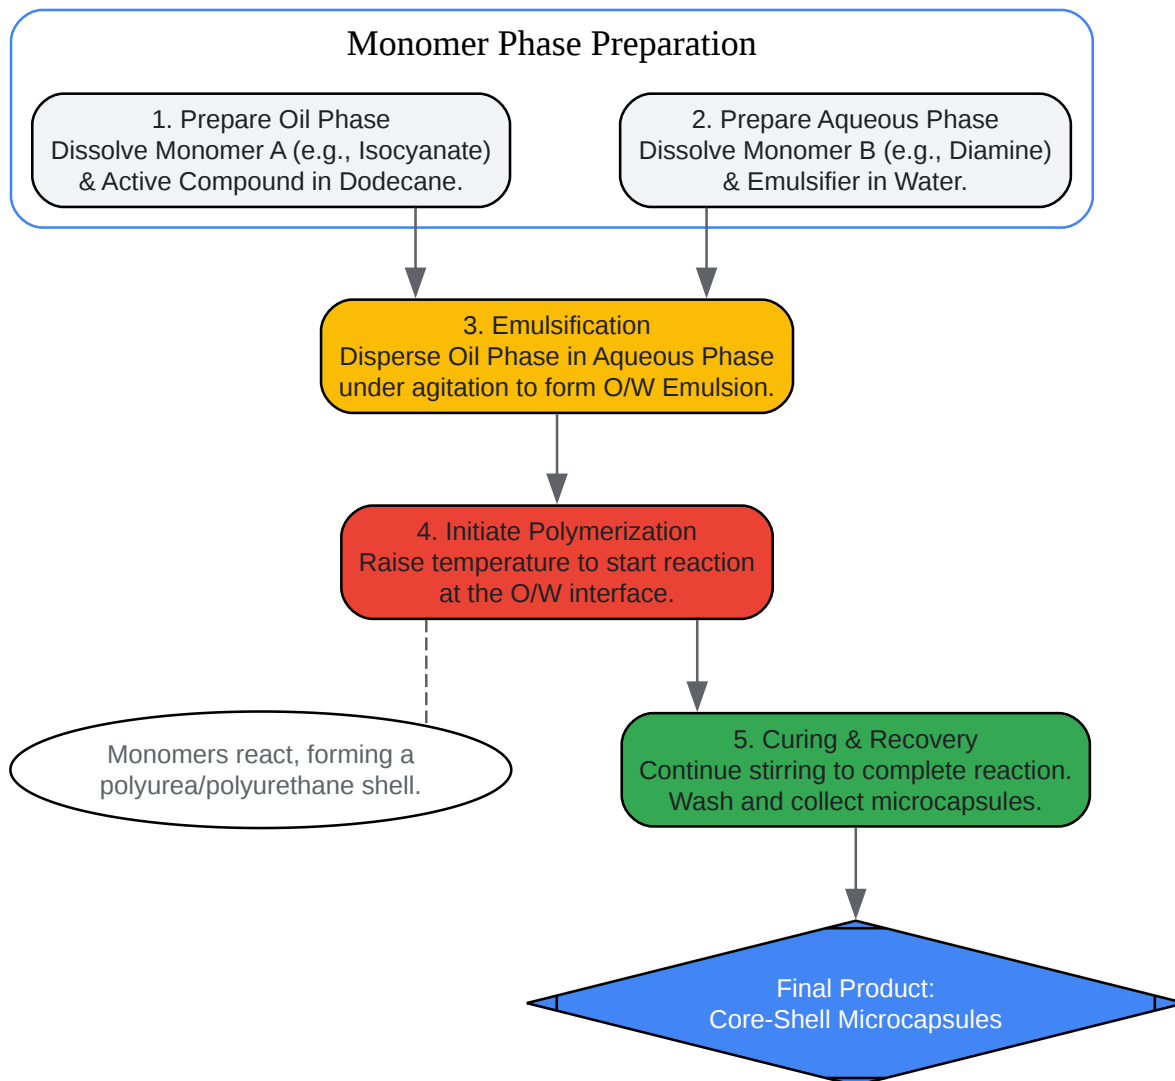 Monomer Phase Preparation
1. Prepare Oil Phase
Dissolve Monomer A (e.g., Isocyanate)
& Active Compound in Dodecane.
2. Prepare Aqueous Phase
Dissolve Monomer B (e.g., Diamine)
& Emulsifier in Water.
3. Emulsification
Disperse Oil Phase in Aqueous Phase
under agitation to form O/W Emulsion.
4. Initiate Polymerization
Raise temperature to start reaction
at the O/W interface.
Monomers react, forming a
polyurea/polyurethane shell.
5. Curing & Recovery
Continue stirring to complete reaction.
Wash and collect microcapsules.
Final Product:
Core-Shell Microcapsules